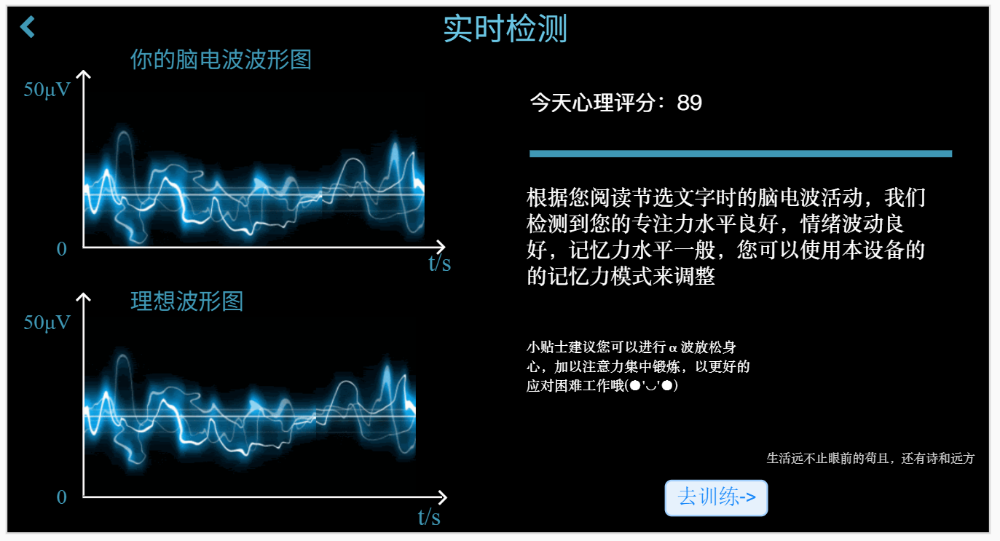 实时检测
你的脑电波波形图
50μV
0
t/s
理想波形图
50μV
0
t/s
今天心理评分：89
根据您阅读节选文字时的脑电波活动，我们
检测到您的专注力水平良好，情绪波动良
好，记忆力水平一般，您可以使用本设备的
的记忆力模式来调整
小贴士建议您可以进行 α 波放松身
心，加以注意力集中锻炼，以更好的
应对困难工作哦(●'◡'●)
生活远不止眼前的苟且，还有诗和远方
去训练->